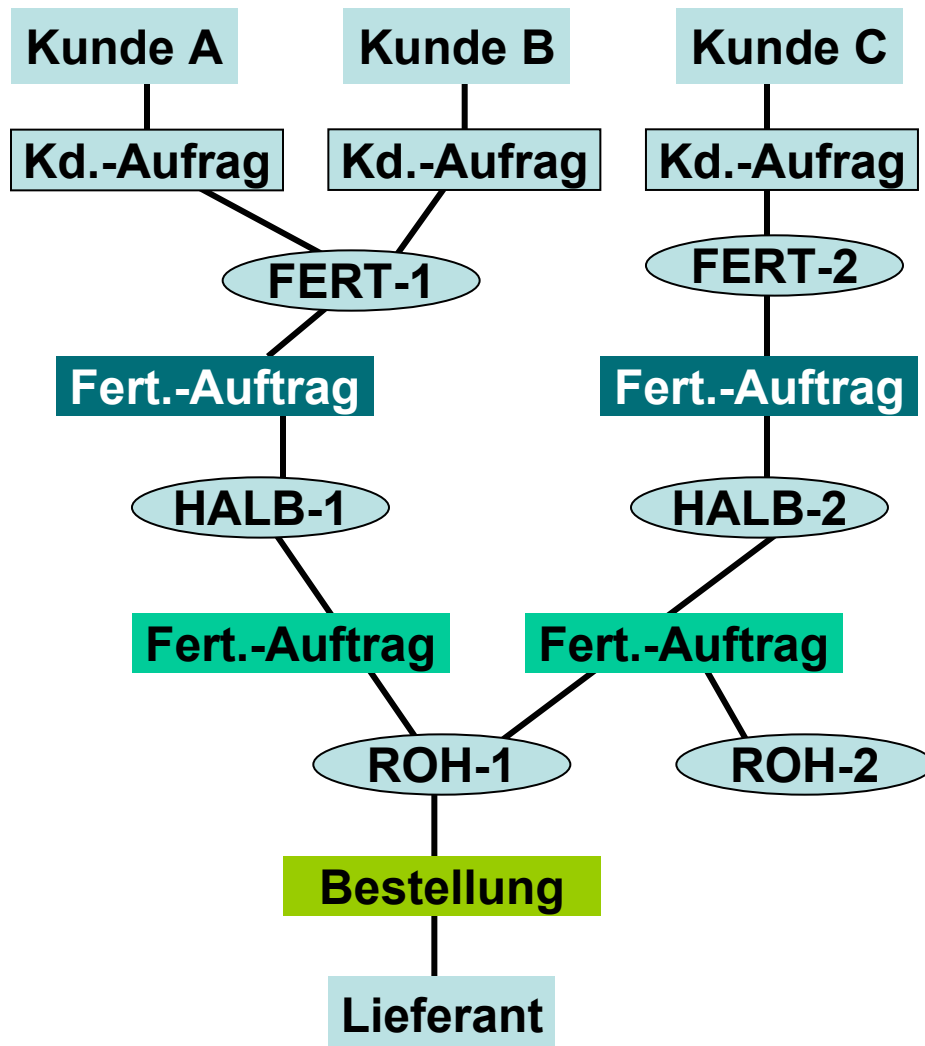 Kunde A
Kunde B
Kunde C
Kd.-Aufrag
Kd.-Aufrag
Kd.-Aufrag
FERT-1
FERT-2
Fert.-Auftrag
Fert.-Auftrag
HALB-1
HALB-2
Fert.-Auftrag
Fert.-Auftrag
ROH-1
ROH-2
Bestellung
Lieferant